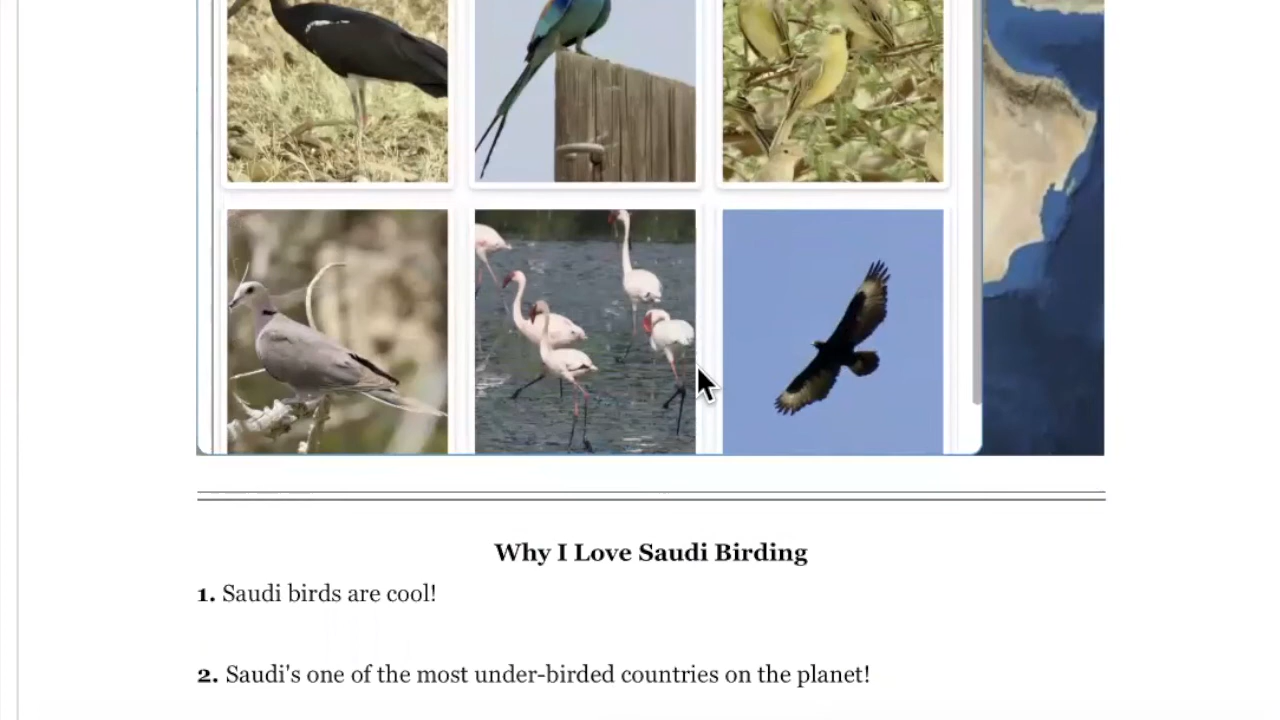 Why I Love Saudi Birding
1. Saudi birds are cool!
2. Saudi's one of the most under-birded countries on the planet!